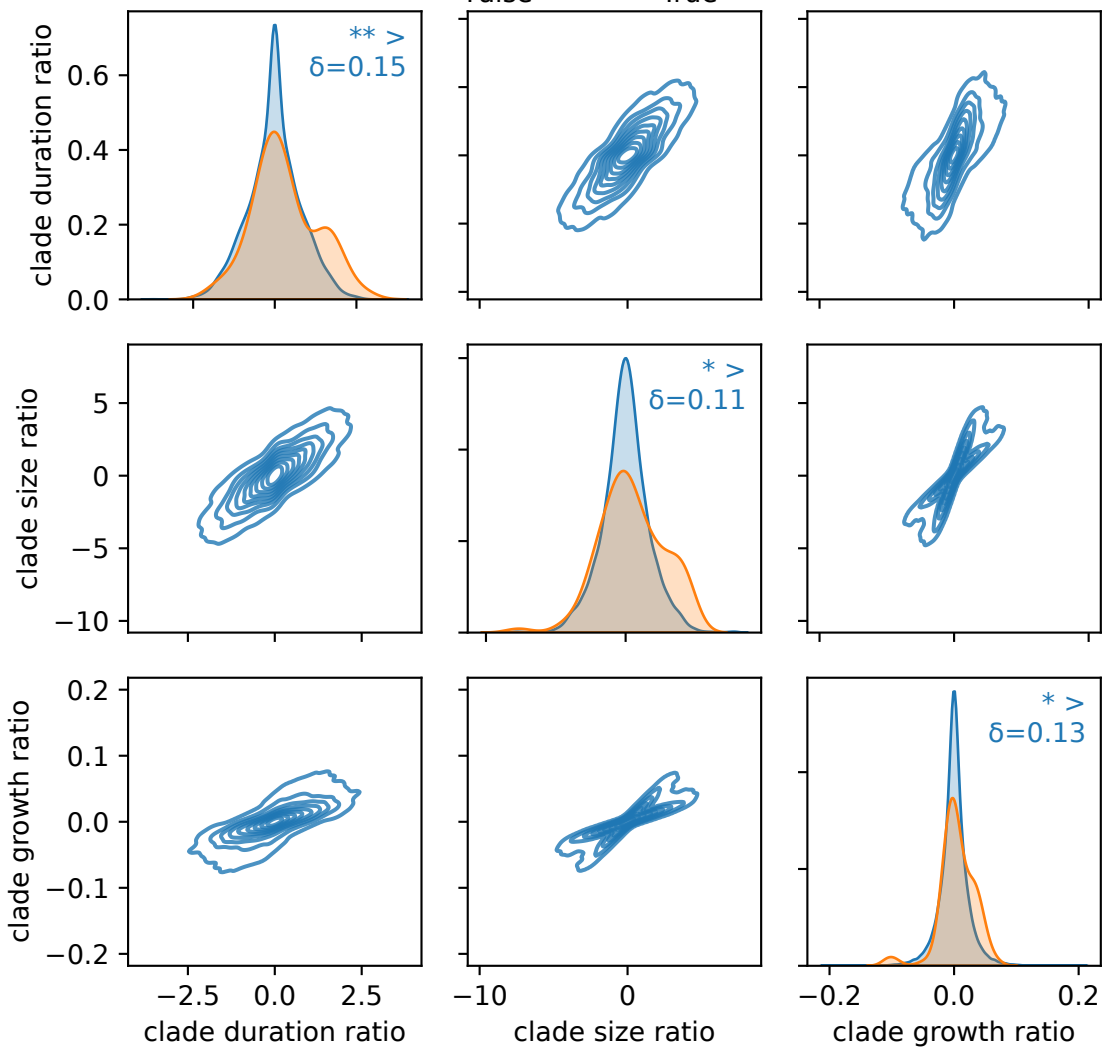 True
clade duration ratio
0.6
0.4
0.2
0.0
** >
δ=0.15
clade size ratio
5
0
−5
−10
* >
δ=0.11
clade growth ratio
0.2
0.1
0.0
−0.1
−0.2
* >
δ=0.13
−2.5 0.0 2.5
−10 0
−0.2 0.0 0.2
clade duration ratio
clade size ratio
clade growth ratio